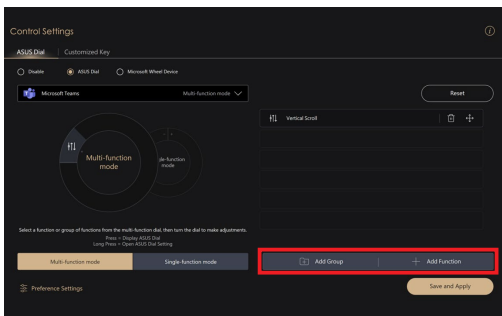 Control Settings
ASUS Dial
Customized Key
Disable
ASUS Dial
Microsoft Wheel Device
Microsoft Teams
Multi-function mode
Reset
Vertical Scroll
Multi-function
mode
de-function
mode
Select a function or group of functions from the multi-function dial, then turn the dial to make adjustments.
Press = Display ASUS Dial
Long Press = Open ASUS Dial Setting
Multi-function mode
Single-function mode
Add Group
Add Function
Preference Settings
Save and Apply